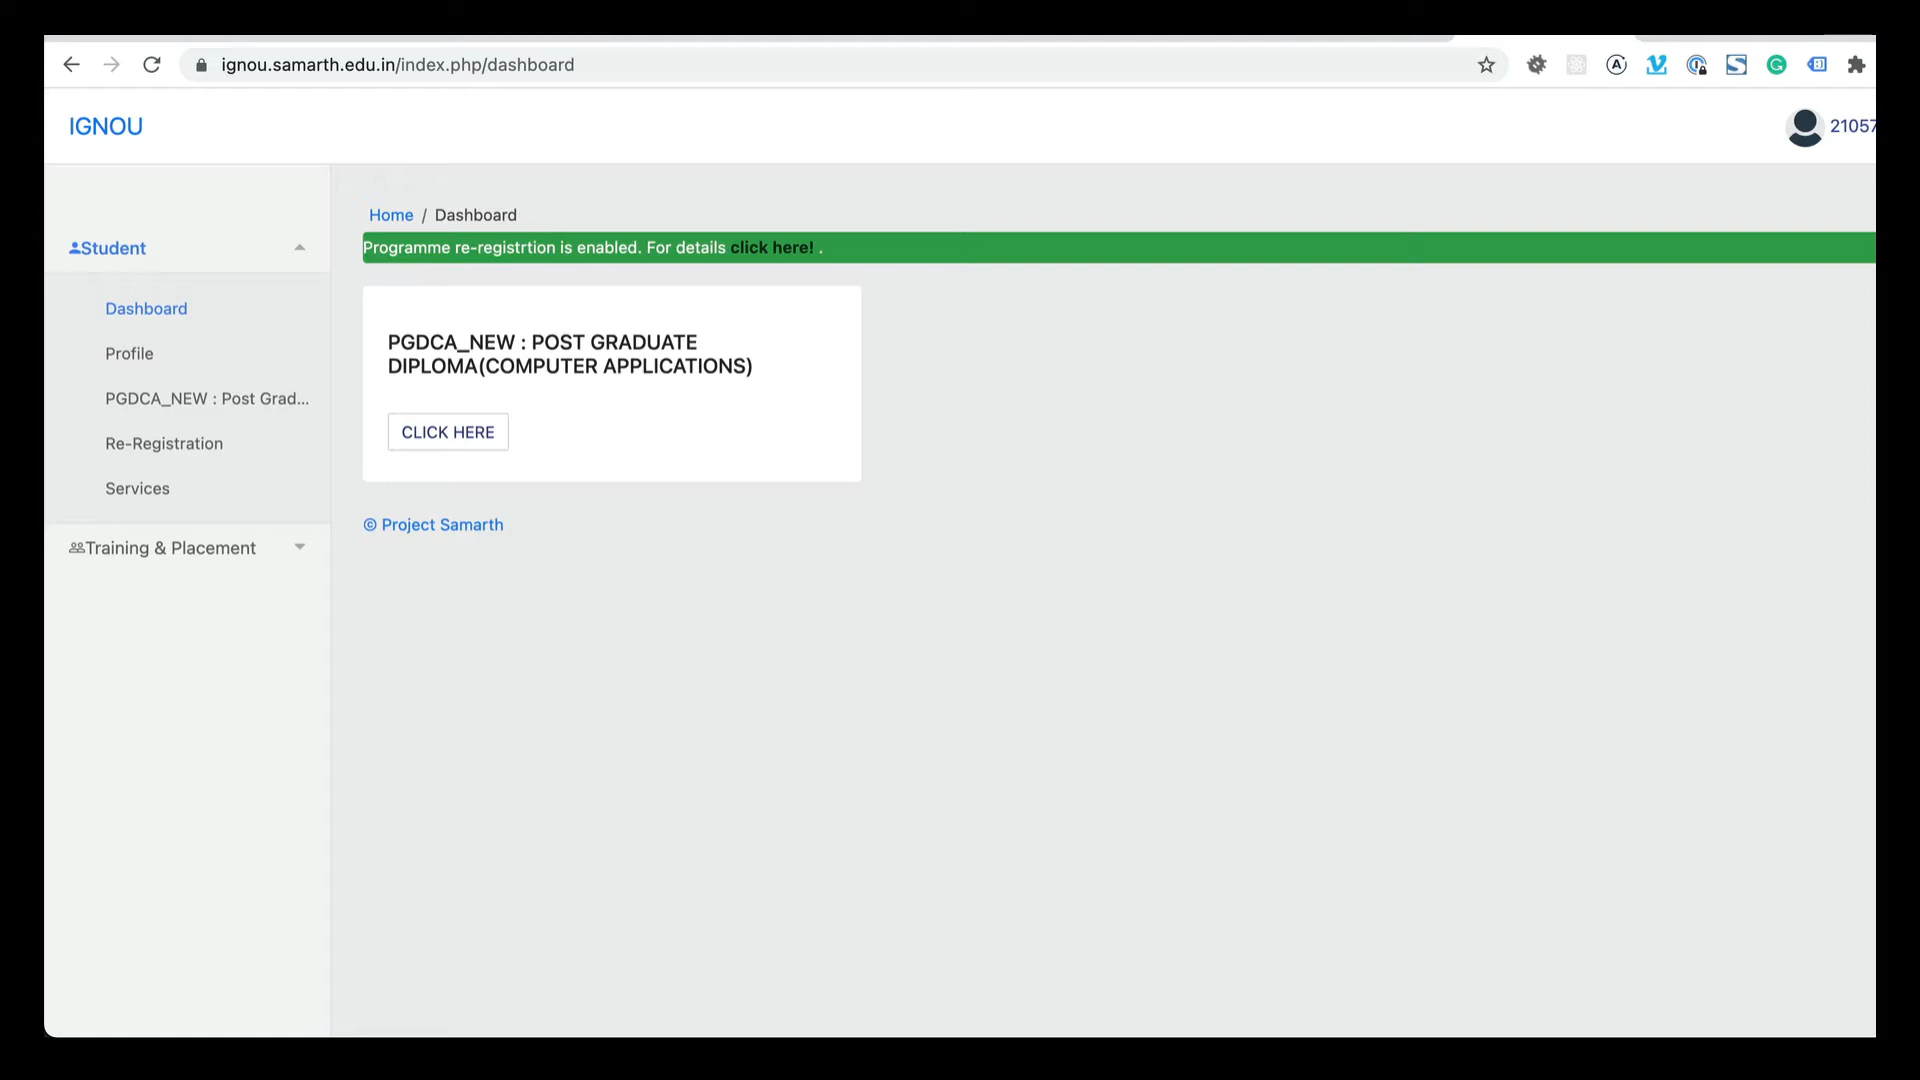 ignou.samarth.edu.in/index.php/dashboard
IGNOU
21057
Student
Dashboard
Profile
PGDCA_NEW : Post Grad...
Re-Registration
Services
Training & Placement
Home / Dashboard
Programme re-registrtion is enabled. For details click here! .
PGDCA_NEW : POST GRADUATE
DIPLOMA(COMPUTER APPLICATIONS)
CLICK HERE
© Project Samarth